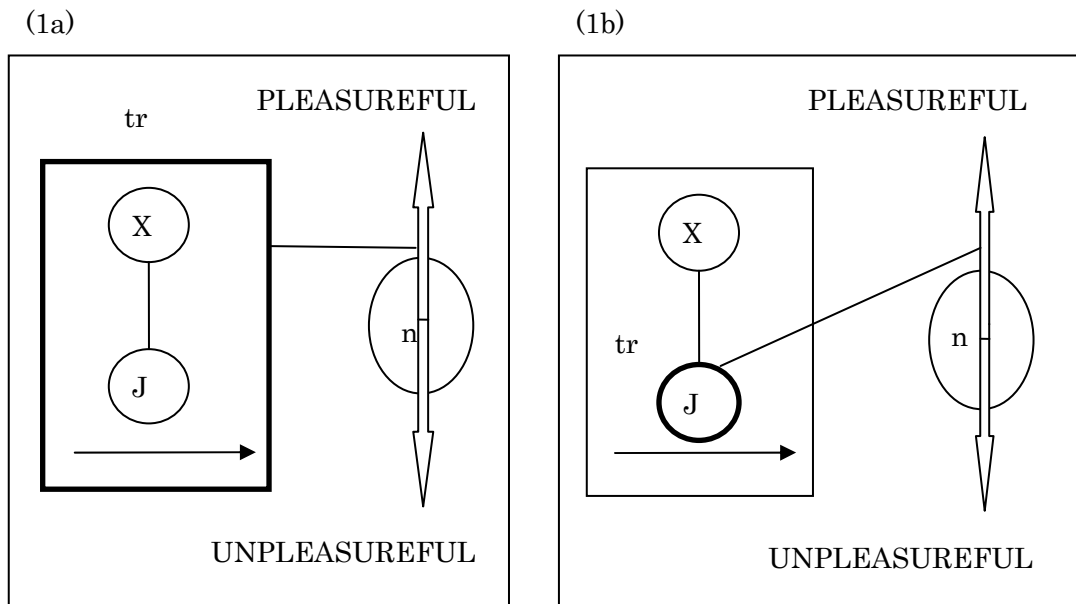 (1a)
PLEASUREFUL
tr
X
n
J
UNPLEASUREFUL
(1b)
PLEASUREFUL
X
tr
n
J
UNPLEASUREFUL